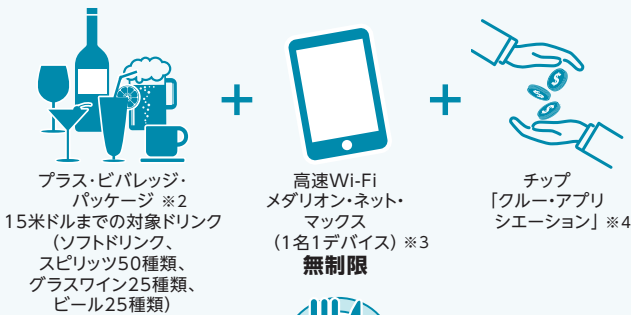 プラス・ビバレッジ・
パッケージ ※2
15米ドルまでの対象ドリンク
(ソフトドリンク、
スピリッツ50種類、
グラスワイン25種類、
ビール25種類)
+
高速Wi-Fi
メダリオン・ネット・
マックス
(1名1デバイス) ※3
無制限
+
チップ
「クルー・アプリ
シエーション」 ※4